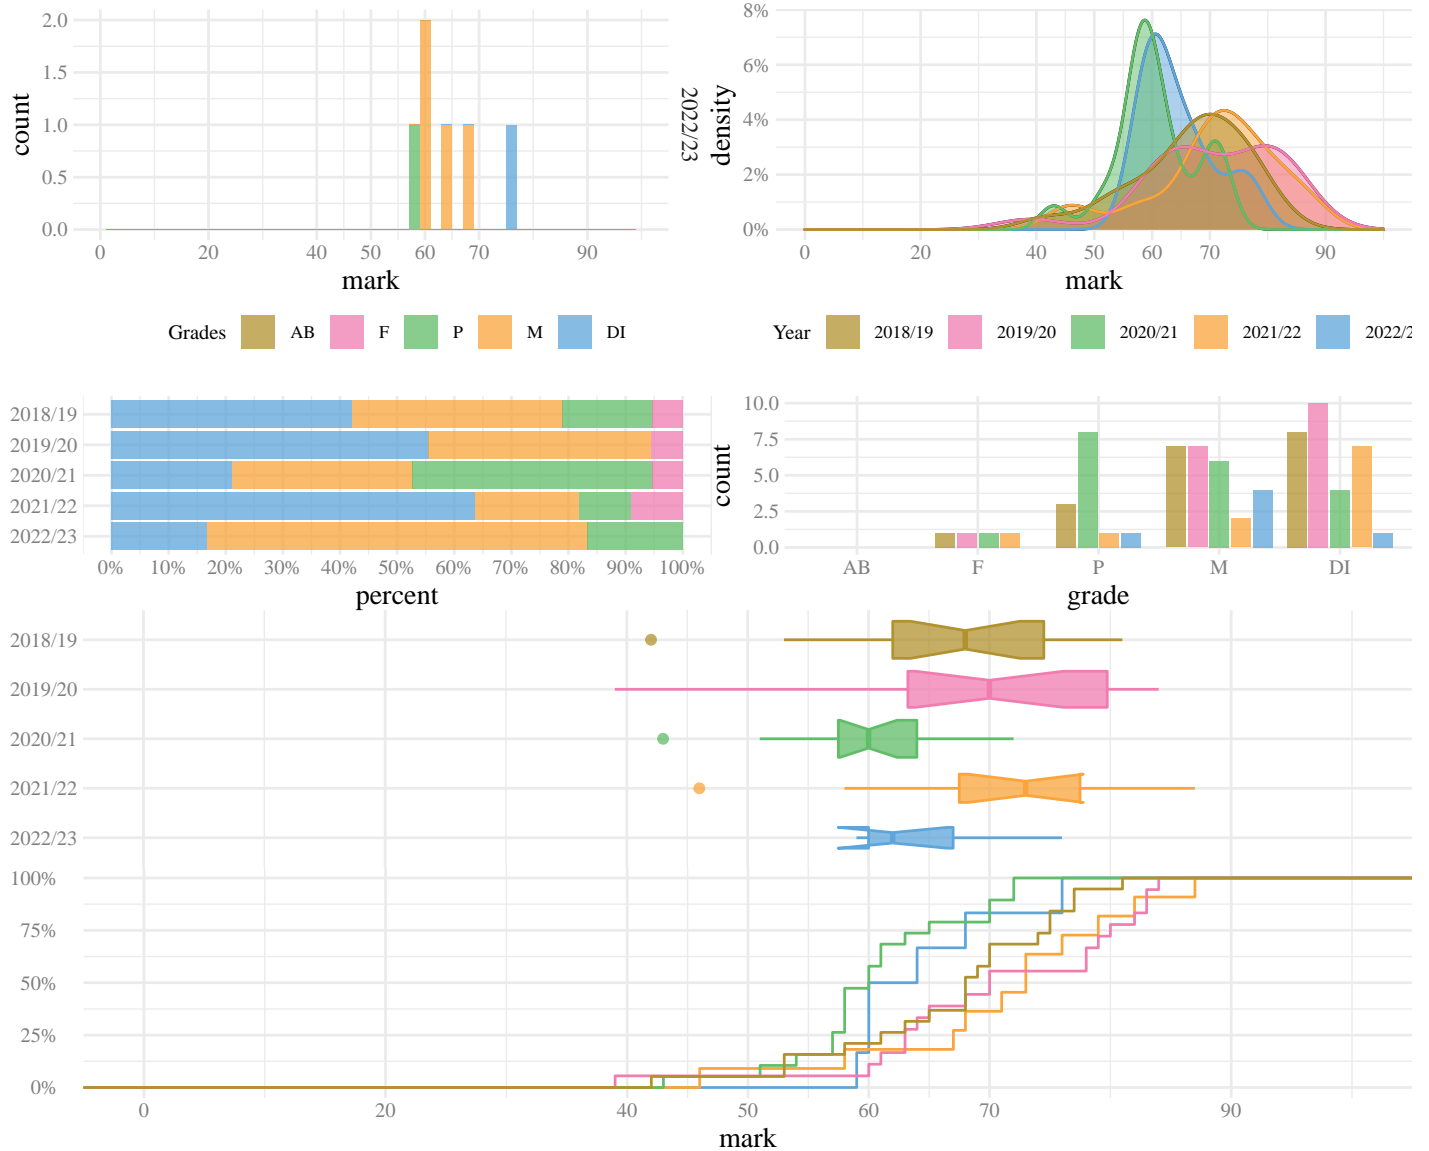 2.0
1.5
1.0
0.5
0.0
count
0 20 40 50 60 70 90
mark
2022/23
8%
6%
4%
2%
0%
density
0 20 40 50 60 70 90
mark
Grades AB F P M DI
Year 2018/19 2019/20 2020/21 2021/22 2022/2
2018/19
2019/20
2020/21
2021/22
2022/23
0% 10% 20% 30% 40% 50% 60% 70% 80% 90% 100%
percent
10.0
7.5
5.0
2.5
0.0
count
AB F P M DI
grade
2018/19
2019/20
2020/21
2021/22
2022/23
100%
75%
50%
25%
0%
0 20 40 50 60 70 90
mark